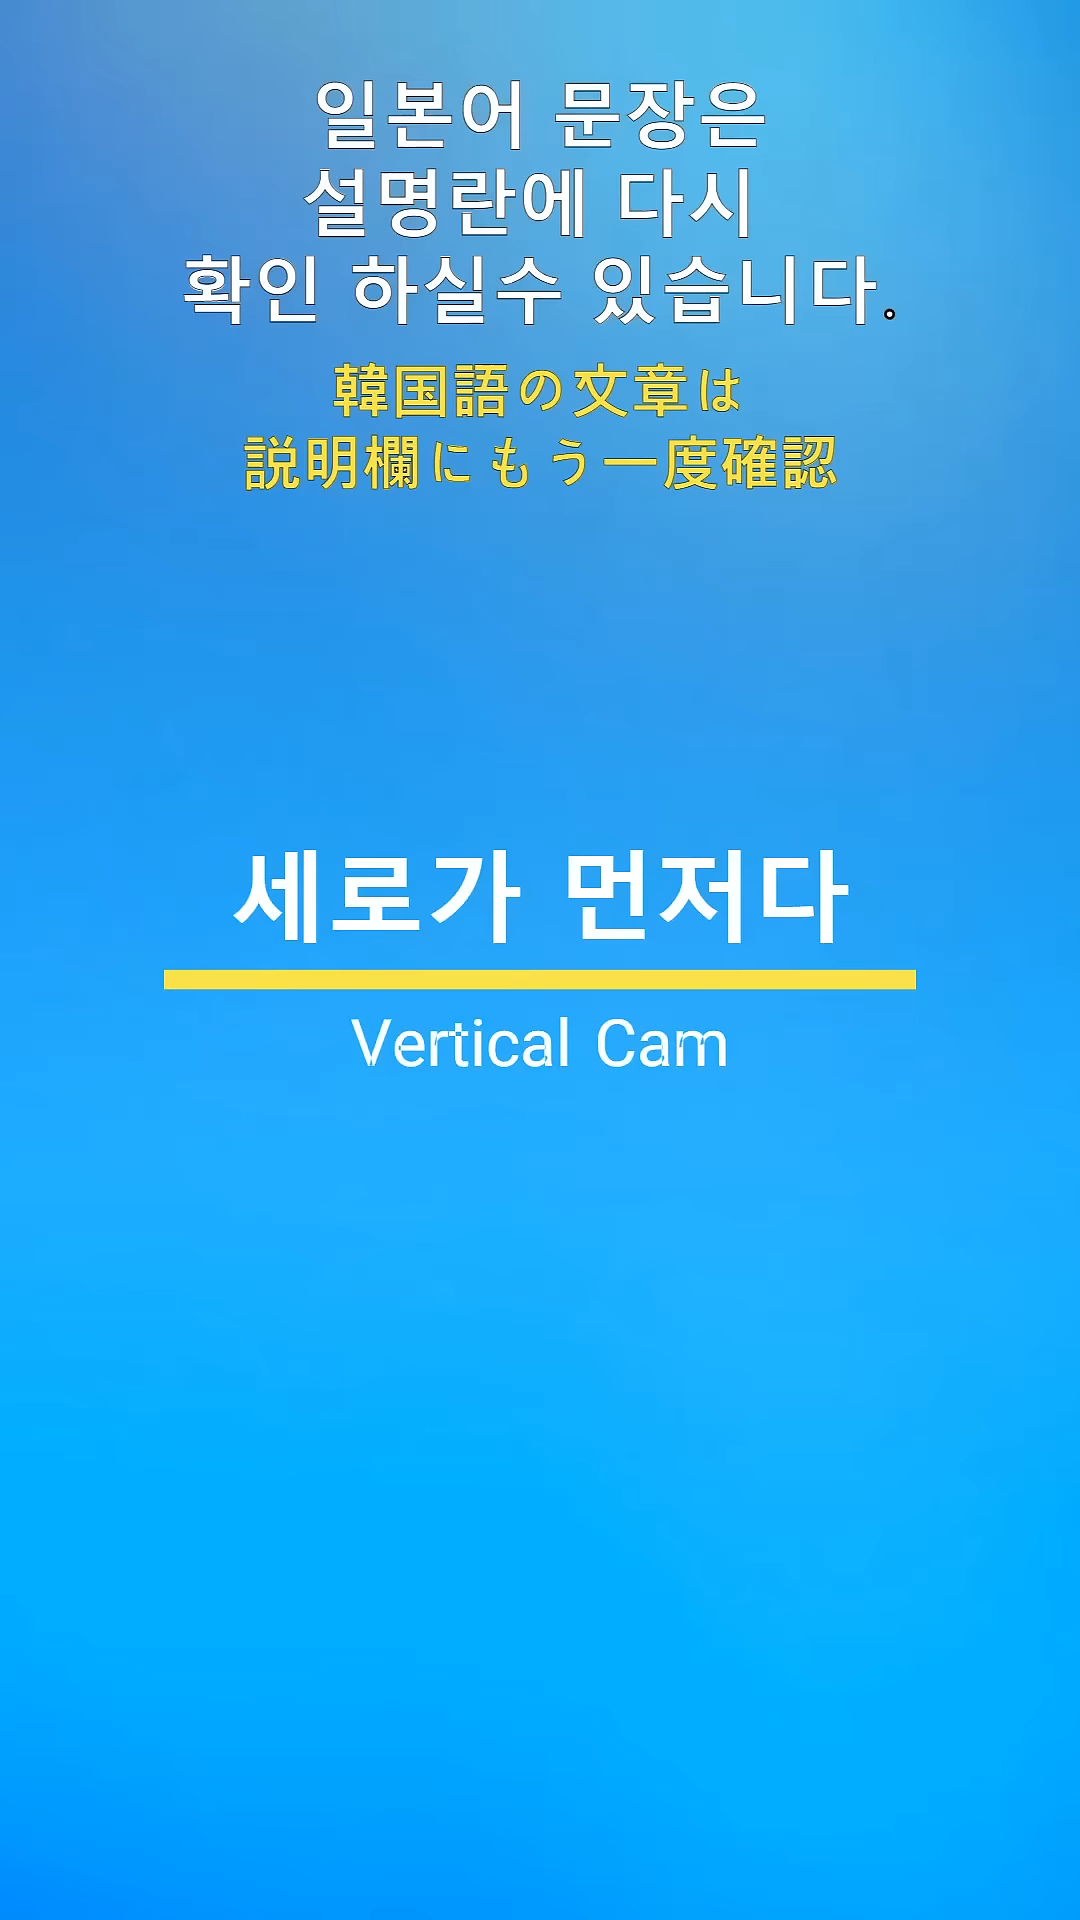 일본어 문장은
설명란에 다시
확인 하실수 있습니다.
韓国語の文章は
説明欄にもう一度確認
세로가 먼저다
Vertical Cam